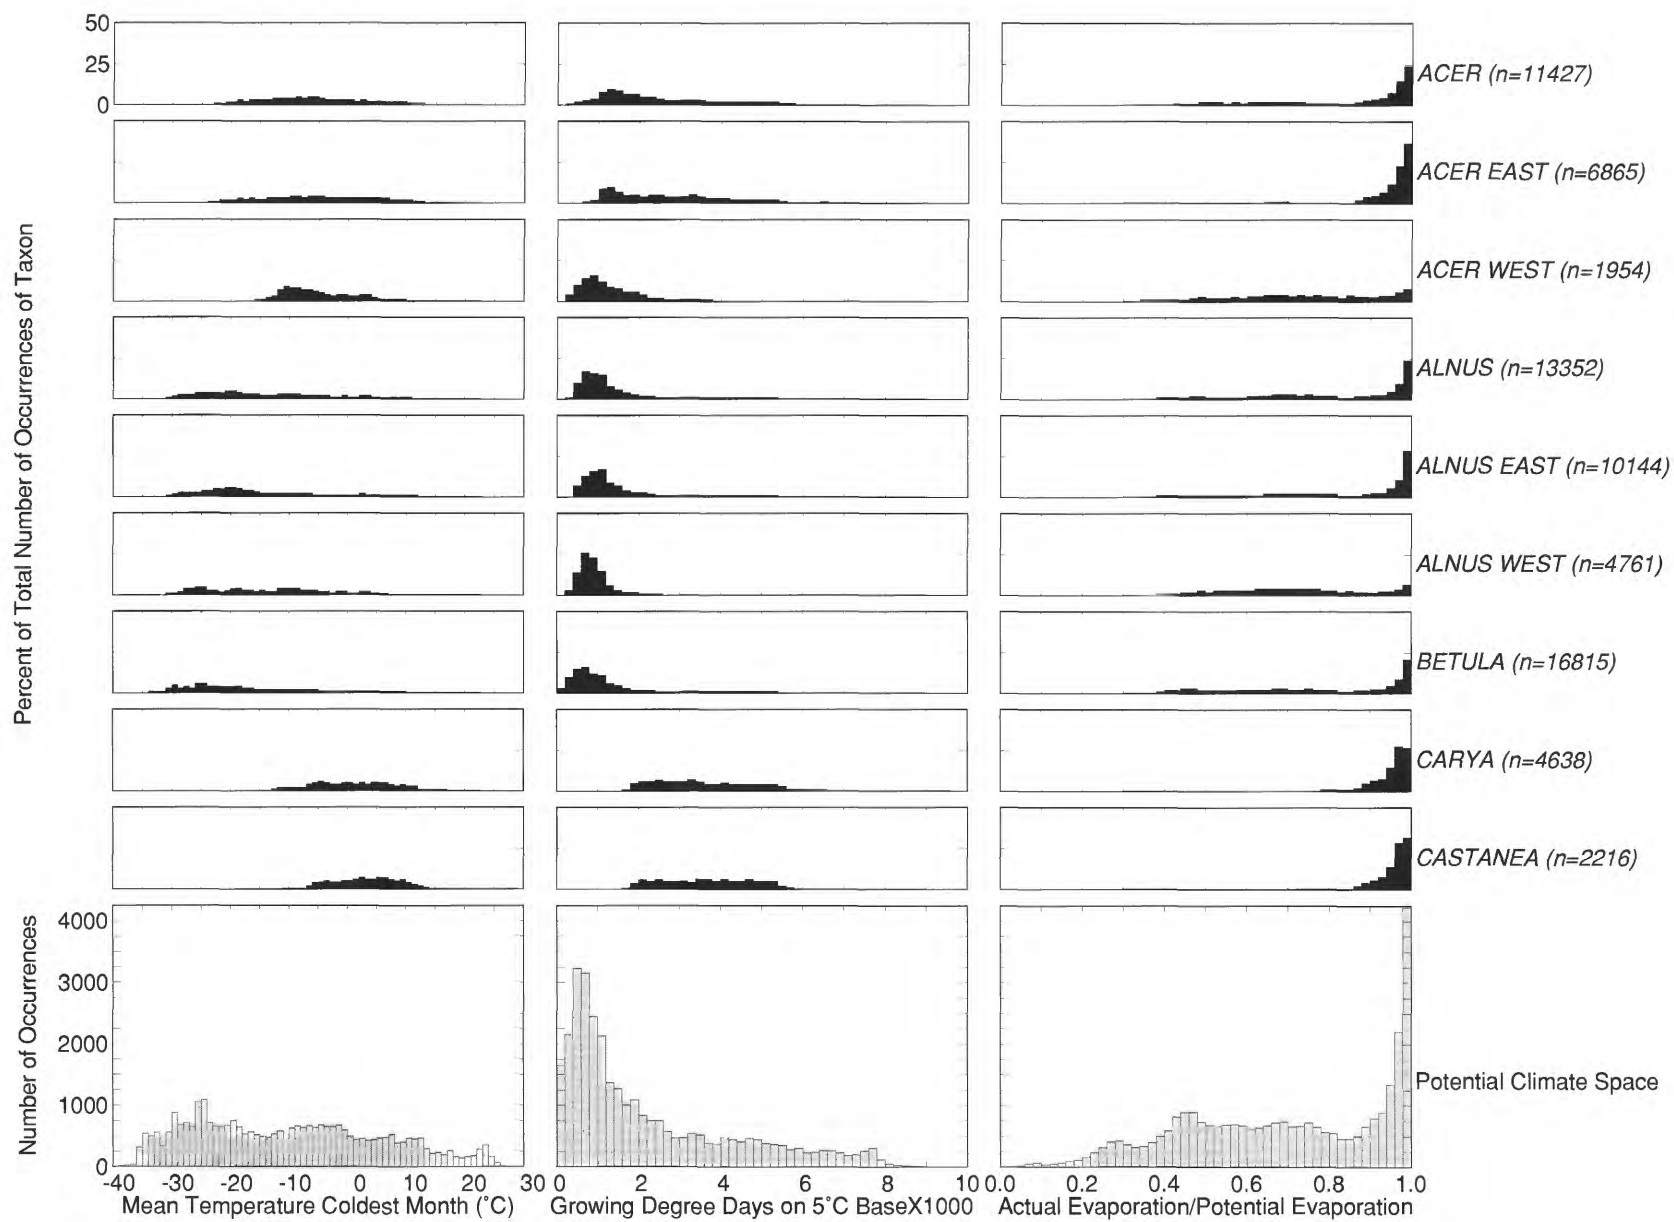 Percent of Total Number of Occurrences of Taxon
50
25
0
ACER (n=11427)
ACER EAST (n=6865)
ACER WEST (n=1954)
ALNUS (n=13352)
ALNUS EAST (n=10144)
ALNUS WEST (n=4761)
BETULA (n=16815)
CARYA (n=4638)
CASTANEA (n=2216)
Number of Occurrences
4000
3000
2000
1000
0
Potential Climate Space
-40 -30 -20 -10 0 10 20 30
0 2 4 6 8 10
0.0 0.2 0.4 0.6 0.8 1.0
Mean Temperature Coldest Month (°C)
Growing Degree Days on 5°C BaseX1000
Actual Evaporation/Potential Evaporation